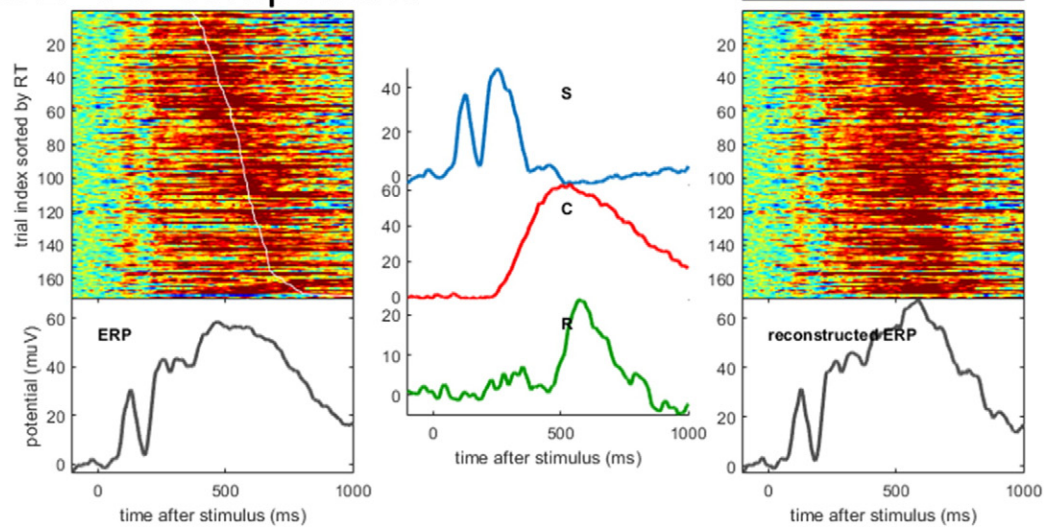 trial index sorted by RT
20
40
60
80
100
120
140
160
ERP
potential (muV)
60
40
20
0
0 500 1000
time after stimulus (ms)
S
40
20
0
C
60
40
20
0
R
20
10
0
0 500 1000
time after stimulus (ms)
20
40
60
80
100
120
140
160
reconstructed ERP
60
40
20
0
0 500 1000
time after stimulus (ms)